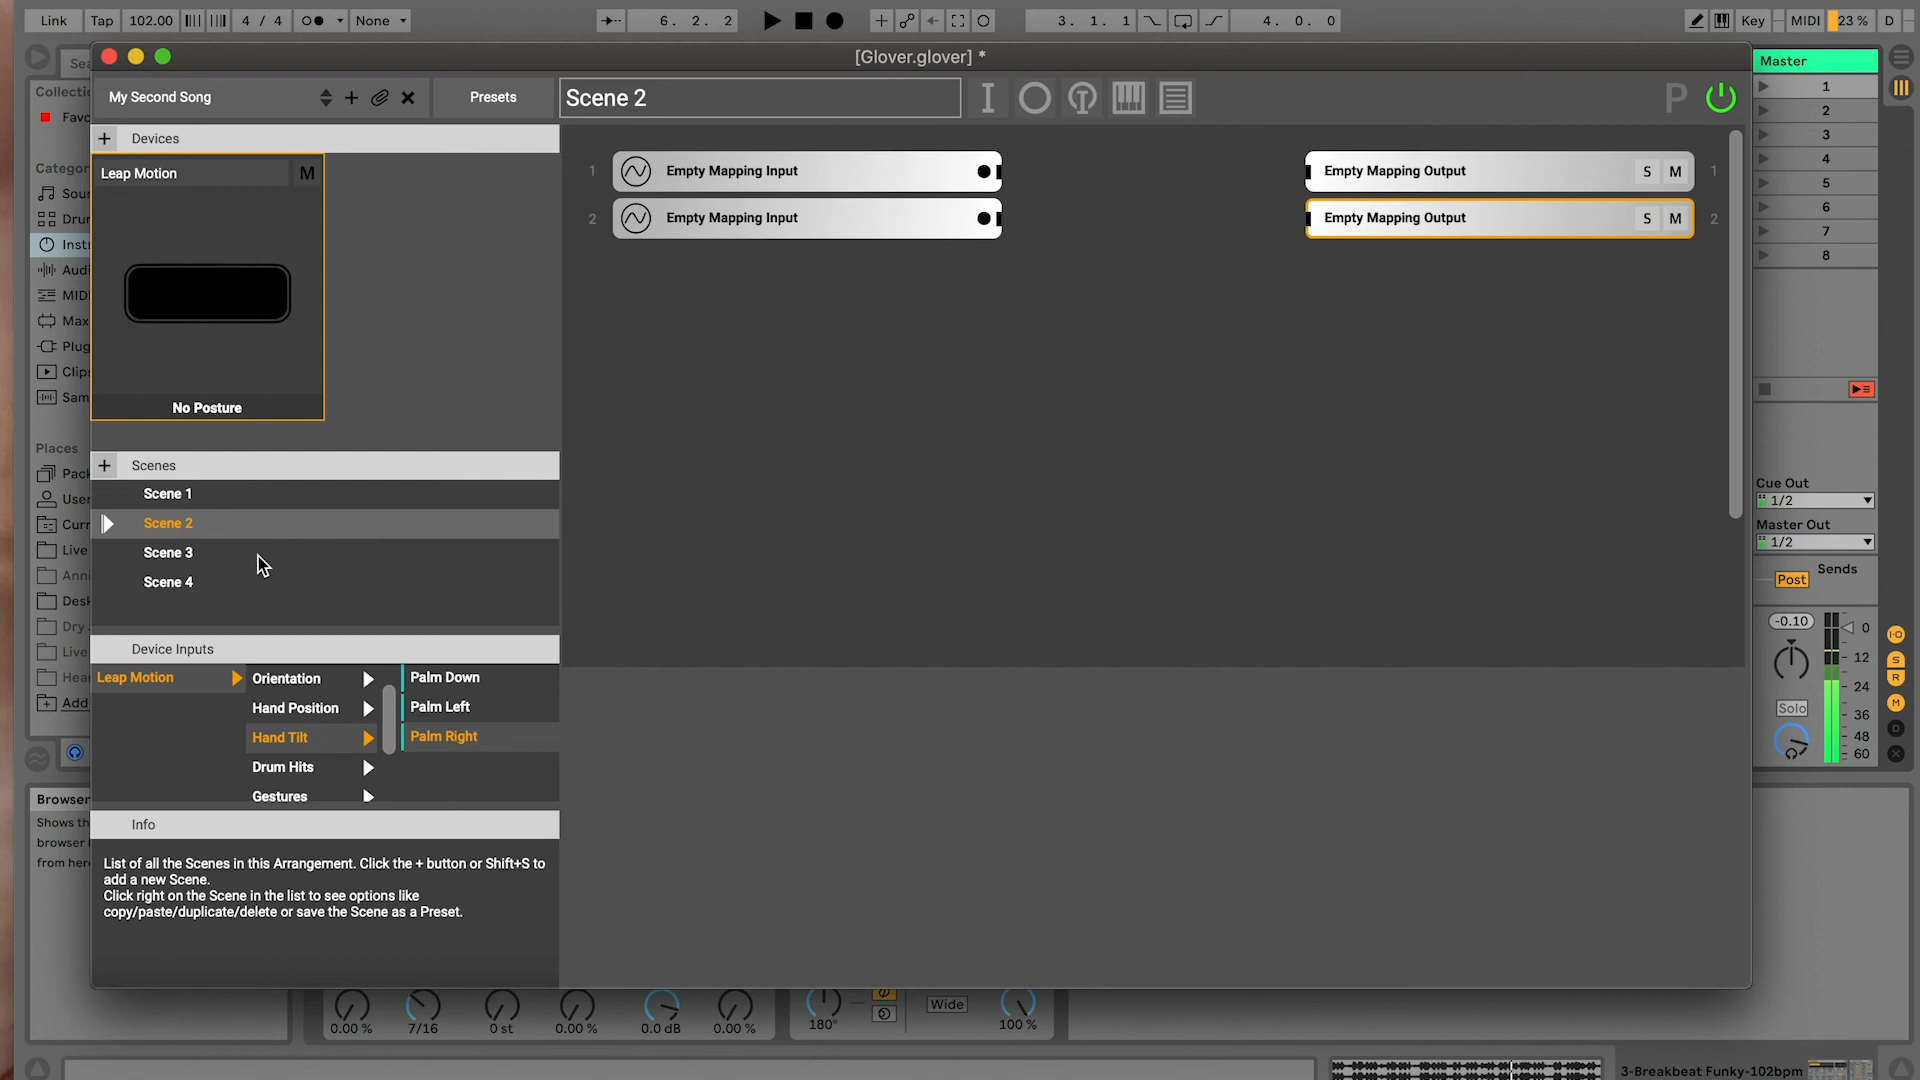 Link Tap 102.00 4 / 4 None 6. 2. 2 3. 1. 1 4. 0. 0 Key MIDI 23 % D
[Glover.glover] *
My Second Song Presets Scene 2 P
Devices
Leap Motion M
No Posture
1 Empty Mapping Input Empty Mapping Output S M 1
2 Empty Mapping Input Empty Mapping Output S M 2
Scenes
Scene 1
Scene 2
Scene 3
Scene 4
Device Inputs
Leap Motion Orientation Palm Down
Hand Position Palm Left
Hand Tilt Palm Right
Drum Hits
Gestures
Info
List of all the Scenes in this Arrangement. Click the + button or Shift+S to
add a new Scene.
Click right on the Scene in the list to see options like
copy/paste/duplicate/delete or save the Scene as a Preset.
Master
1
2
3
4
5
6
7
8
Cue Out
1/2
Master Out
1/2
Sends
Post
-0.10
0
12
24
36
48
60
Solo
S
R
M
D
Places
Add
Browser
0.00 % 7/16 0 st 0.00 % 0.0 dB 0.00 % 180° Wide 100 %
3-Breakbeat Funky-102bpm